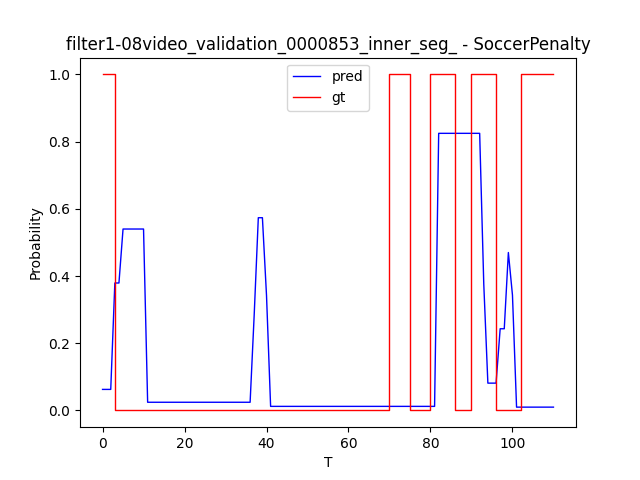 filter1-08video_validation_0000853_inner_seg_ - SoccerPenalty
pred
gt
1.0
0.8
0.6
0.4
0.2
0.0
Probability
0
20
40
60
80
100
T